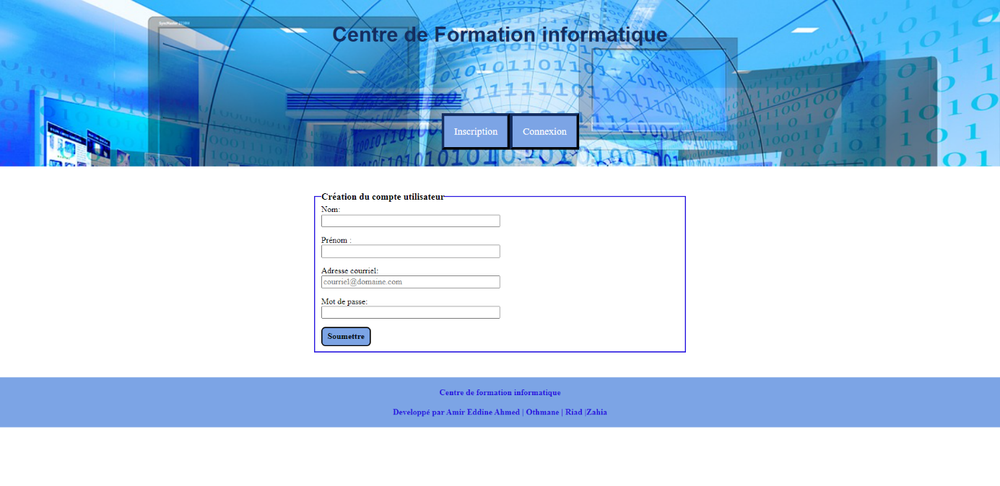 Centre de Formation informatique
Inscription
Connexion
Création du compte utilisateur
Nom:
Prénom :
Adresse courriel:
courriel@domaine.com
Mot de passe:
Soumettre
Centre de formation informatique
Developpé par Amir Eddine Ahmed | Othmane | Riad |Zahia